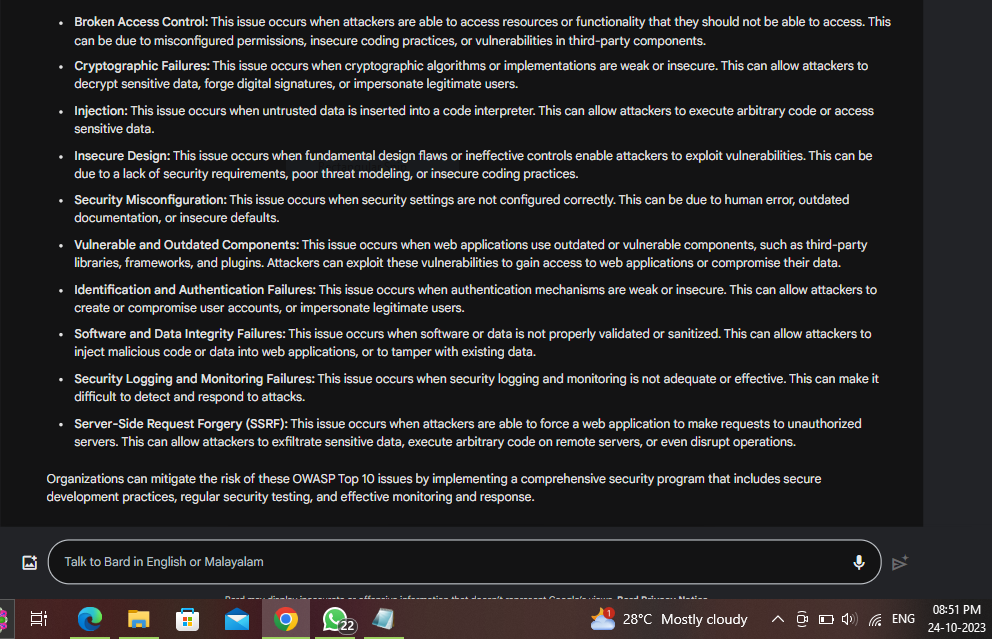 Broken Access Control: This issue occurs when attackers are able to access resources or functionality that they should not be able to access. This
can be due to misconfigured permissions, insecure coding practices, or vulnerabilities in third-party components.
Cryptographic Failures: This issue occurs when cryptographic algorithms or implementations are weak or insecure. This can allow attackers to
decrypt sensitive data, forge digital signatures, or impersonate legitimate users.
Injection: This issue occurs when untrusted data is inserted into a code interpreter. This can allow attackers to execute arbitrary code or access
sensitive data.
Insecure Design: This issue occurs when fundamental design flaws or ineffective controls enable attackers to exploit vulnerabilities. This can be
due to a lack of security requirements, poor threat modeling, or insecure coding practices.
Security Misconfiguration: This issue occurs when security settings are not configured correctly. This can be due to human error, outdated
documentation, or insecure defaults.
Vulnerable and Outdated Components: This issue occurs when web applications use outdated or vulnerable components, such as third-party
libraries, frameworks, and plugins. Attackers can exploit these vulnerabilities to gain access to web applications or compromise their data.
Identification and Authentication Failures: This issue occurs when authentication mechanisms are weak or insecure. This can allow attackers to
create or compromise user accounts, or impersonate legitimate users.
Software and Data Integrity Failures: This issue occurs when software or data is not properly validated or sanitized. This can allow attackers to
inject malicious code or data into web applications, or to tamper with existing data.
Security Logging and Monitoring Failures: This issue occurs when security logging and monitoring is not adequate or effective. This can make it
difficult to detect and respond to attacks.
Server-Side Request Forgery (SSRF): This issue occurs when attackers are able to force a web application to make requests to unauthorized
servers. This can allow attackers to exfiltrate sensitive data, execute arbitrary code on remote servers, or even disrupt operations.
Organizations can mitigate the risk of these OWASP Top 10 issues by implementing a comprehensive security program that includes secure
development practices, regular security testing, and effective monitoring and response.
Talk to Bard in English or Malayalam
Bard may display inaccurate or offensive information that doesn't represent Google's views. Bard Privacy Notice
22
1
28°C Mostly cloudy
ENG
08:51 PM
24-10-2023